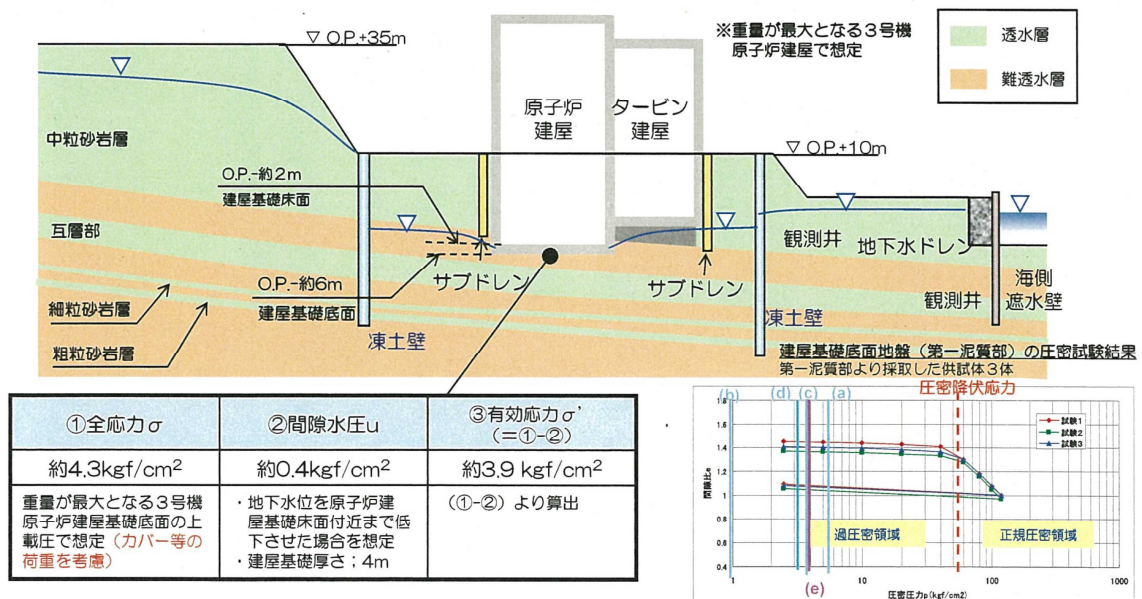 ▽ O.P.+35m
※重量が最大となる３号機
原子炉建屋で想定
透水層
難透水層
原子炉
建屋
タービン
建屋
中粒砂岩層
▽ O.P.+10m
O.P.-約2m
建屋基礎床面
互層部
観測井
地下水ドレン
O.P.-約6m
建屋基礎底面
サブドレン
サブドレン
細粒砂岩層
観測井
海側
遮水壁
粗粒砂岩層
凍土壁
凍土壁
建屋基礎底面地盤（第一泥質部）の圧密試験結果
第一泥質部より採取した供試体３体
圧密降伏応力
①全応力σ
②間隙水圧u
③有効応力σ'
（=①-②）
約4.3kgf/cm²
約0.4kgf/cm²
約3.9 kgf/cm²
重量が最大となる３号機
原子炉建屋基礎底面の上
載圧で想定（カバー等の
荷重を考慮）
・地下水位を原子炉建
屋基礎床面付近まで低
下させた場合を想定
・建屋基礎厚さ；4m
（①-②）より算出
(b)
(d)
(c)
(a)
1.8
1.6
1.4
1.2
1
0.8
0.6
0.4
間隙比e
試験1
試験2
試験3
過圧密領域
正規圧密領域
1
10
100
1000
(e)
圧密圧力p(kgf/cm2)